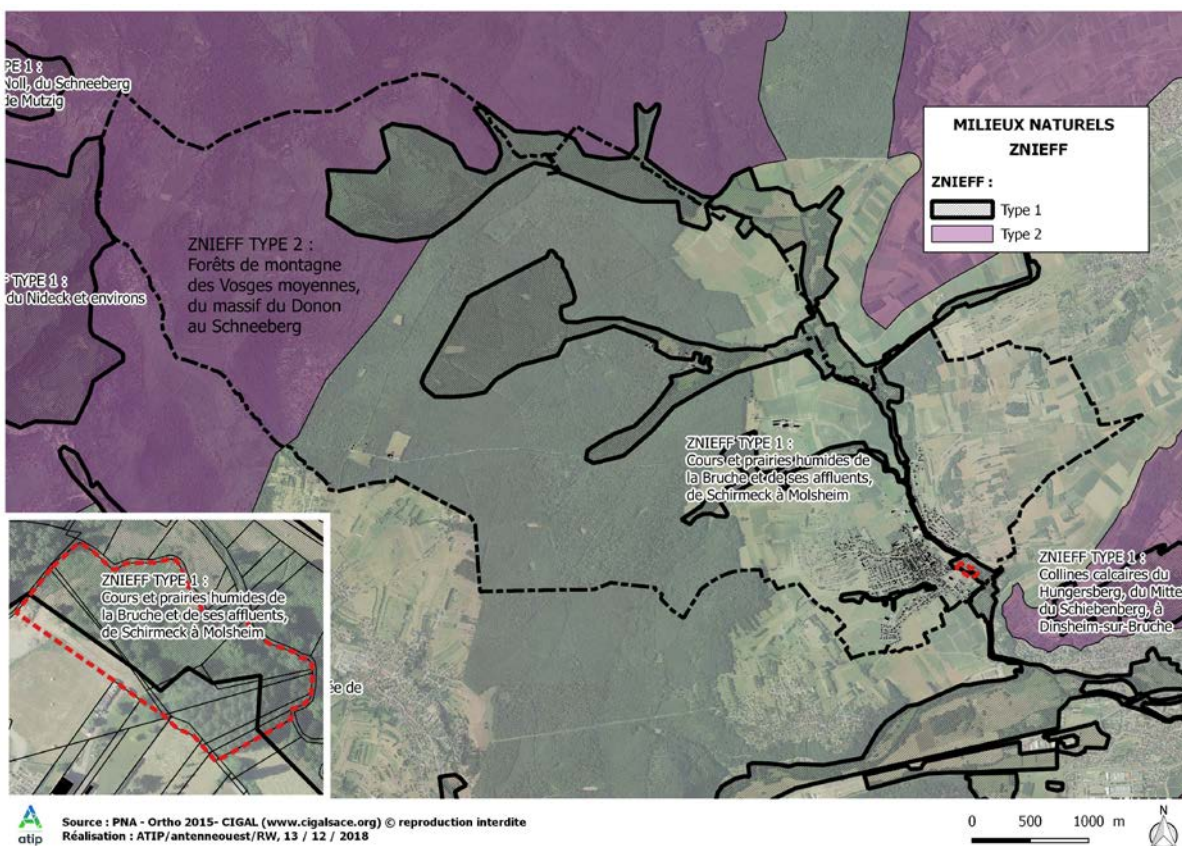 PE 1 :
Noll, du Schneeberg
de Mutzig
MILIEUX NATURELS
ZNIEFF
ZNIEFF :
Type 1
Type 2
ZNIEFF TYPE 2 :
Forêts de montagne
des Vosges moyennes,
du massif du Donon
au Schneeberg
F TYPE 1 :
du Nideck et environs
ZNIEFF TYPE 1 :
Cours et prairies humides de
la Bruche et de ses affluents,
de Schirmeck à Molsheim
ZNIEFF TYPE 1 :
Collines calcaires du
Hungersberg, du Mitte
du Schiebenberg, à
Dinsheim-sur-Bruche
ZNIEFF TYPE 1 :
Cours et prairies humides de
la Bruche et de ses affluents,
de Schirmeck à Molsheim
ée de
atip
Source : PNA - Ortho 2015- CIGAL (www.cigalsace.org) © reproduction interdite
Réalisation : ATIP/antenneouest/RW, 13 / 12 / 2018
0 500 1000 m
N